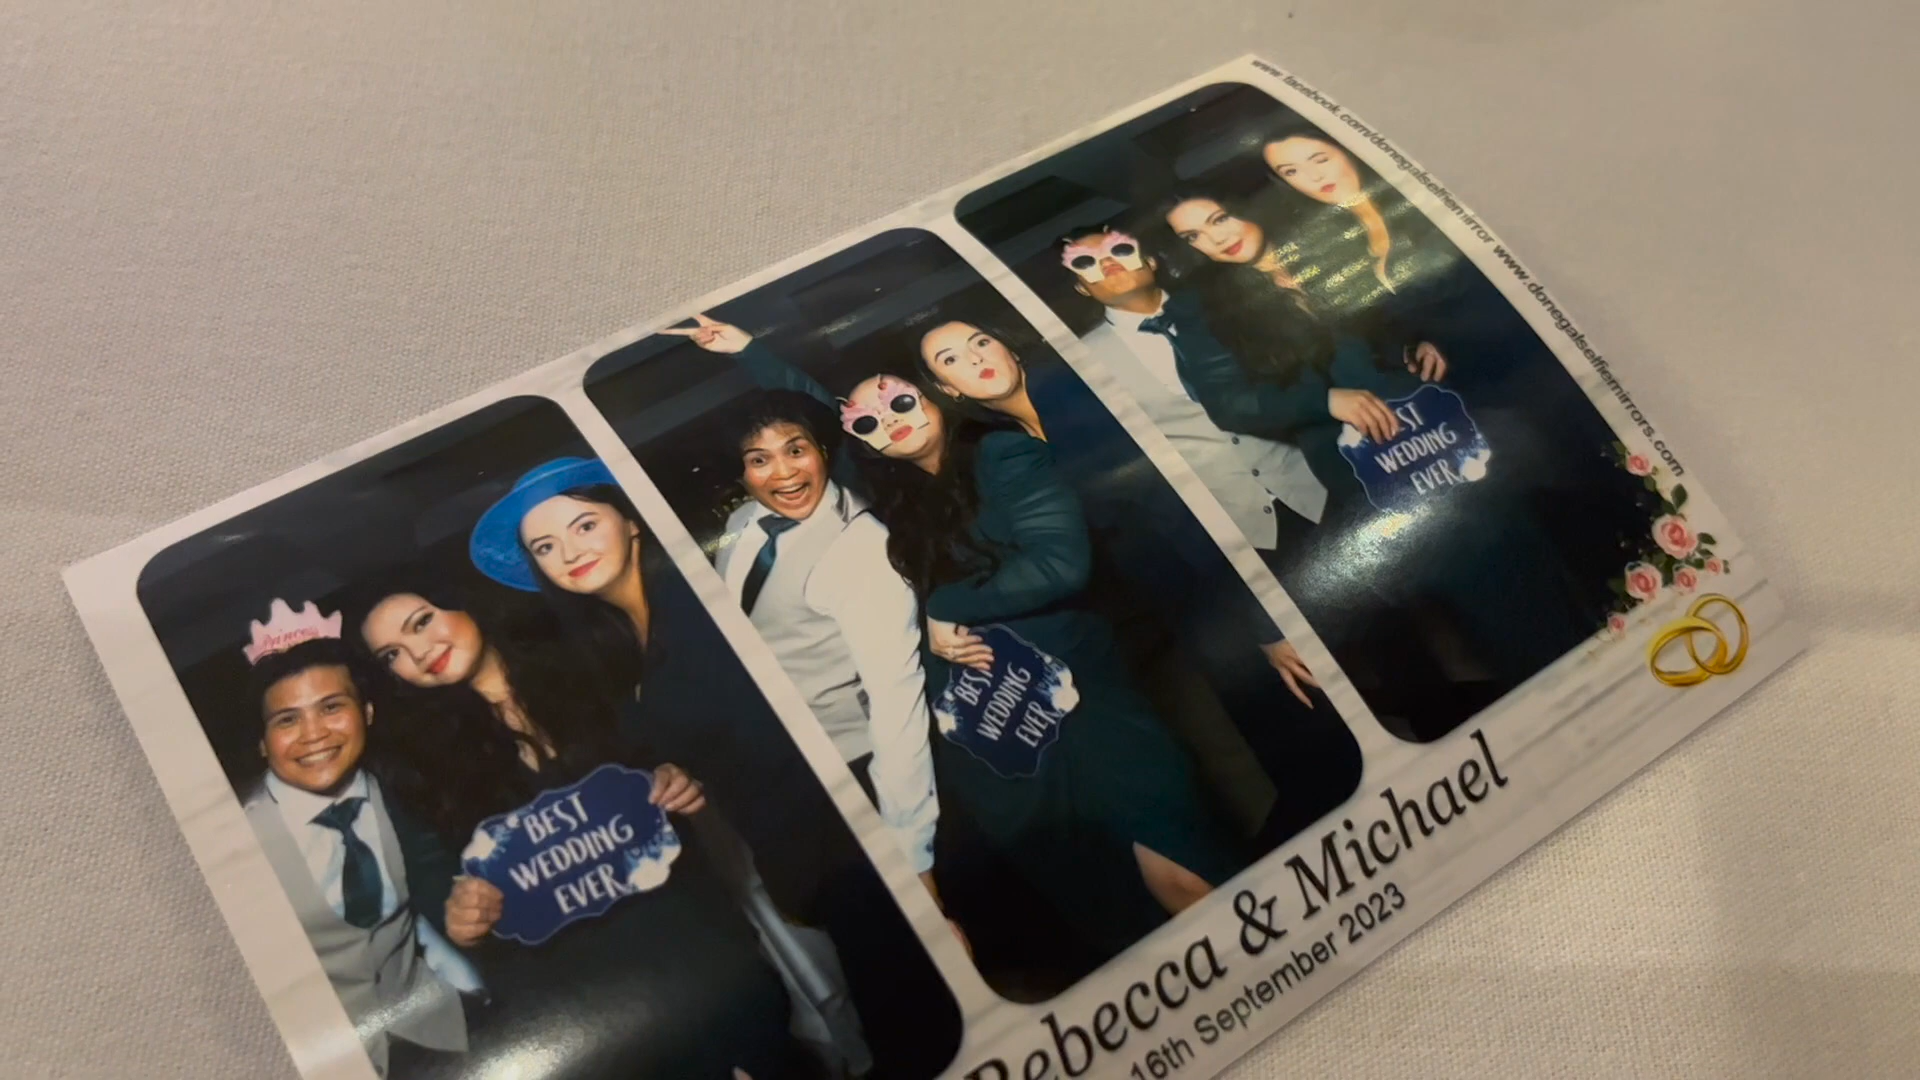 Princess
BEST
WEDDING
EVER
BEST
WEDDING
EVER
WEDDING
EVER
www.facebook.com/donegalselfiemirror www.donegalselfiemirrors.com
Rebecca & Michael
16th September 2023